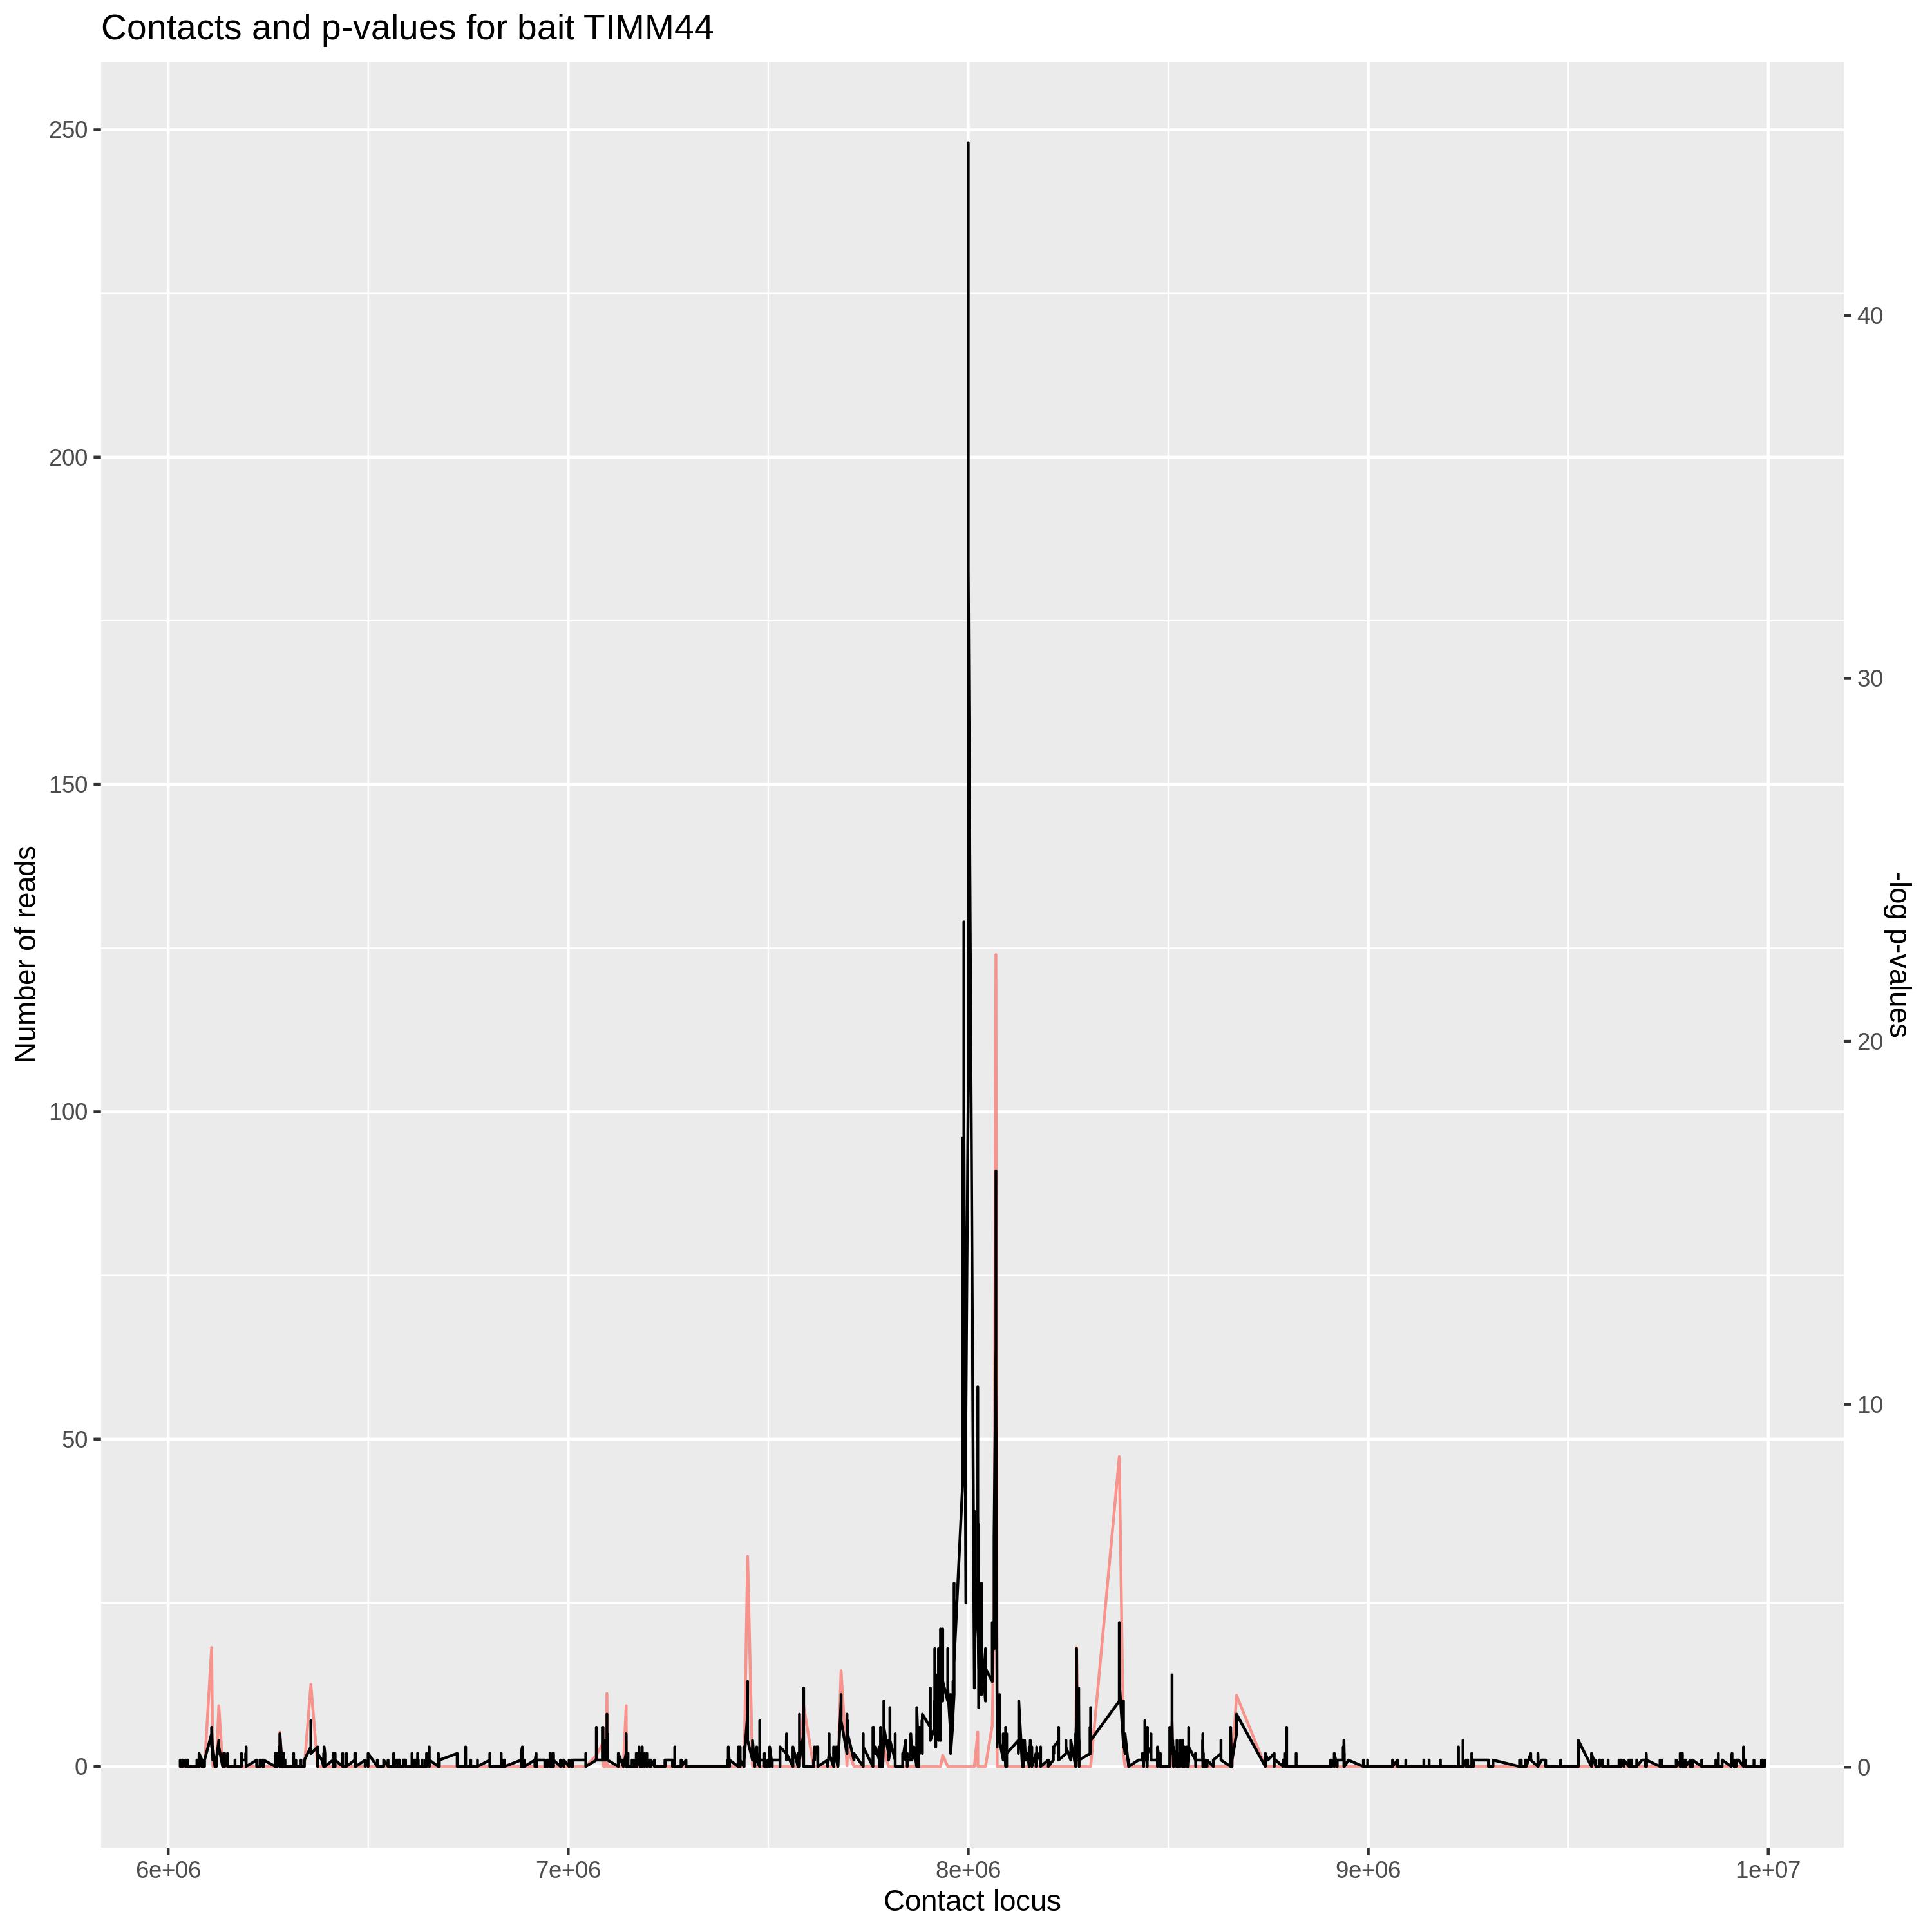 Contacts and p-values for bait TIMM44
250
200
150
100
50
0
Number of reads
40
30
20
10
0
-log p-values
6e+06 7e+06 8e+06 9e+06 1e+07
Contact locus